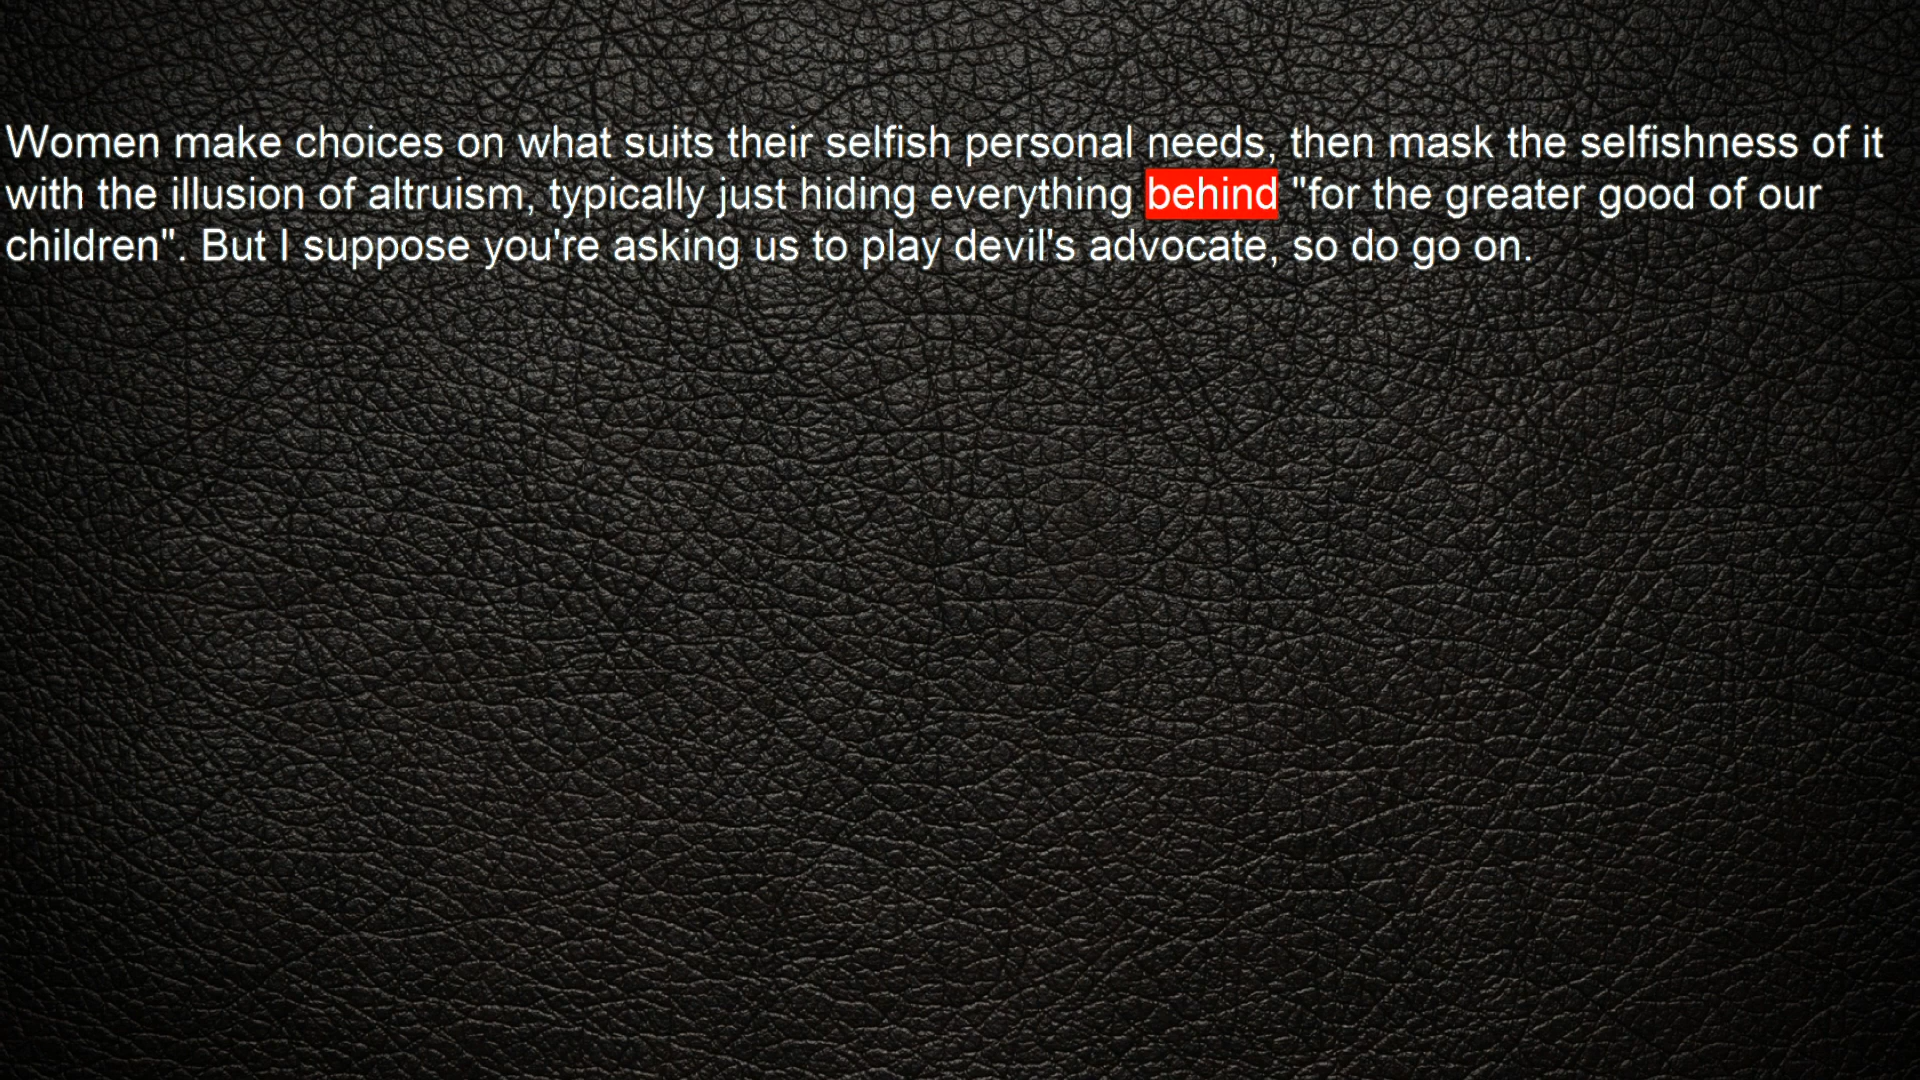 Women make choices on what suits their selfish personal needs, then mask the selfishness of it
with the illusion of altruism, typically just hiding everything behind "for the greater good of our
children". But I suppose you're asking us to play devil's advocate, so do go on.